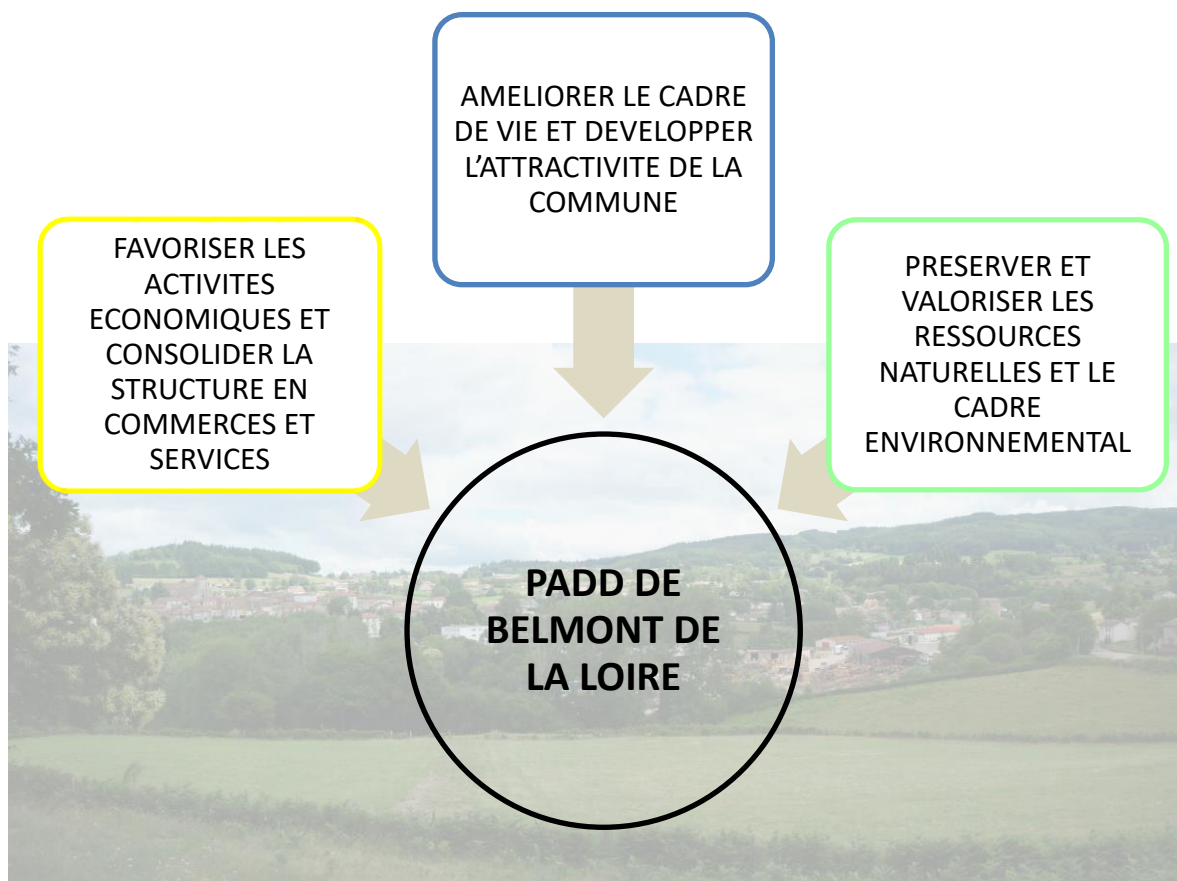 AMELIORER LE CADRE
DE VIE ET DEVELOPPER
L’ATTRACTIVITE DE LA
COMMUNE
FAVORISER LES
ACTIVITES
ECONOMIQUES ET
CONSOLIDER LA
STRUCTURE EN
COMMERCES ET
SERVICES
PRESERVER ET
VALORISER LES
RESSOURCES
NATURELLES ET LE
CADRE
ENVIRONNEMENTAL
PADD DE
BELMONT DE
LA LOIRE